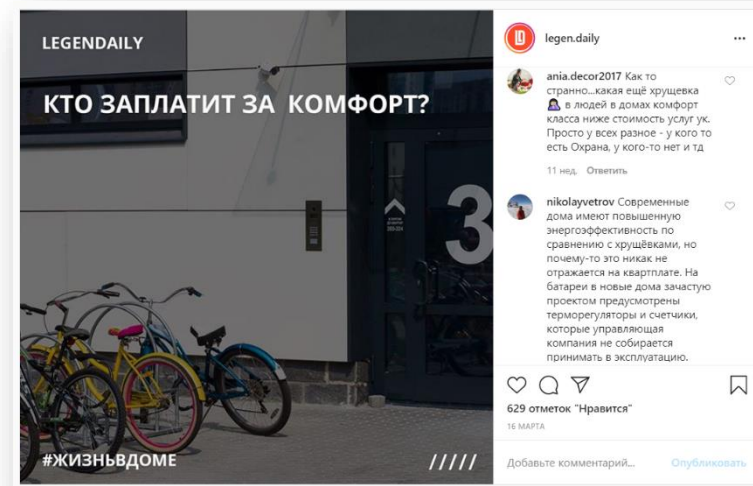 LEGENDAILY
КТО ЗАПЛАТИТ ЗА КОМФОРТ?
3
#ЖИЗНЬВДОМЕ
/////
legen.daily
ania.decor2017 Как то
странно...какая ещё хрущевка
🤷 в людей в домах комфорт
класса ниже стоимость услуг ук.
Просто у всех разное - у кого то
есть Охрана, у кого-то нет и тд
11 нед. Ответить
nikolayvetrov Современные
дома имеют повышенную
энергоэффективность по
сравнению с хрущёвками, но
почему-то это никак не
отражается на квартплате. На
батареи в новые дома зачастую
проектом предусмотрены
терморегуляторы и счетчики,
которые управляющая
компания не собирается
принимать в эксплуатацию.
629 отметок "Нравится"
16 МАРТА
Добавьте комментарий... Опубликовать